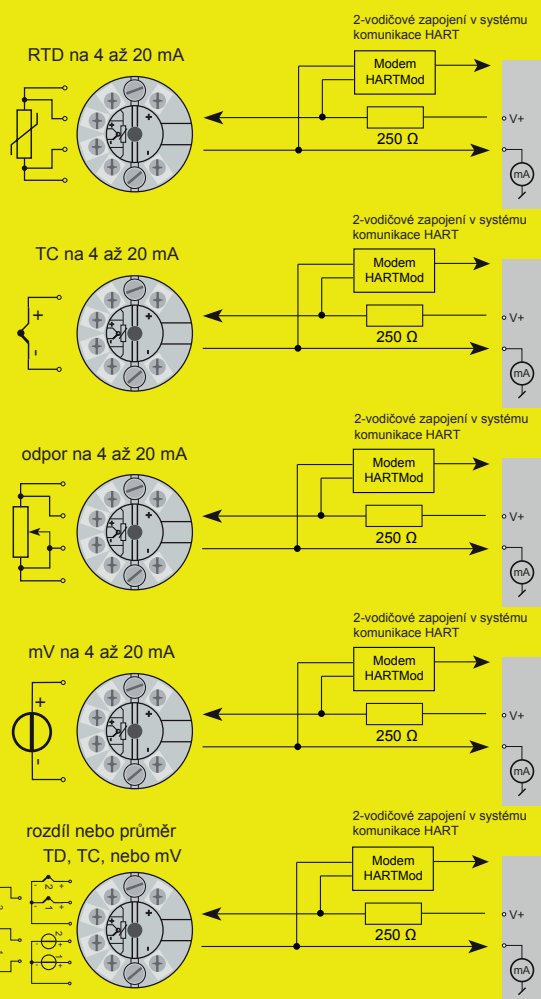 2-vodičové zapojení v systému
komunikace HART
RTD na 4 až 20 mA
Modem
HARTMod
250 Ω
V+
mA
+
-
2-vodičové zapojení v systému
komunikace HART
TC na 4 až 20 mA
Modem
HARTMod
250 Ω
V+
mA
+
-
+
-
2-vodičové zapojení v systému
komunikace HART
odpor na 4 až 20 mA
Modem
HARTMod
250 Ω
V+
mA
+
-
2-vodičové zapojení v systému
komunikace HART
mV na 4 až 20 mA
Modem
HARTMod
250 Ω
V+
mA
+
-
+
-
2-vodičové zapojení v systému
komunikace HART
rozdíl nebo průměr
TD, TC, nebo mV
Modem
HARTMod
250 Ω
V+
mA
+
-
- 2 +
- 1 +
- 2 +
- 1 +